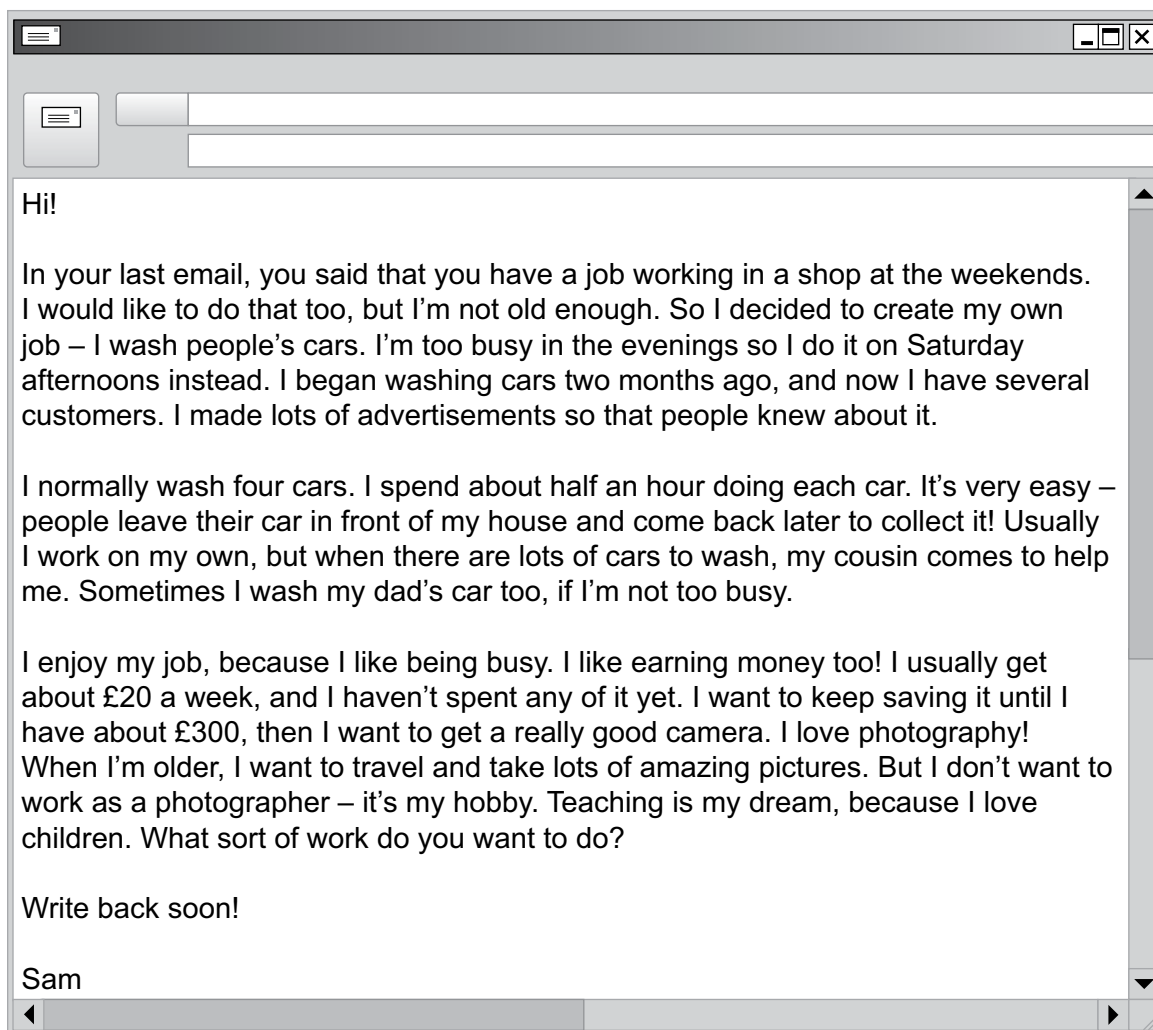 Hi!
In your last email, you said that you have a job working in a shop at the weekends.
I would like to do that too, but I'm not old enough. So I decided to create my own
job – I wash people's cars. I'm too busy in the evenings so I do it on Saturday
afternoons instead. I began washing cars two months ago, and now I have several
customers. I made lots of advertisements so that people knew about it.
I normally wash four cars. I spend about half an hour doing each car. It's very easy –
people leave their car in front of my house and come back later to collect it! Usually
I work on my own, but when there are lots of cars to wash, my cousin comes to help
me. Sometimes I wash my dad's car too, if I'm not too busy.
I enjoy my job, because I like being busy. I like earning money too! I usually get
about £20 a week, and I haven't spent any of it yet. I want to keep saving it until I
have about £300, then I want to get a really good camera. I love photography!
When I'm older, I want to travel and take lots of amazing pictures. But I don't want to
work as a photographer – it's my hobby. Teaching is my dream, because I love
children. What sort of work do you want to do?
Write back soon!
Sam